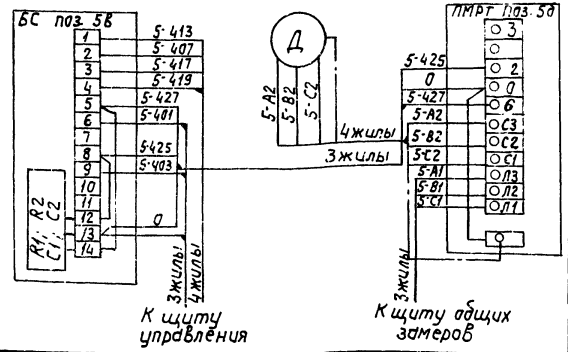 БС поз. 5в
1
2
3
4
5
6
7
8
9
10
11
12
13
14
5-413
5-407
5-417
5-419
5-427
5-401
5-425
5-403
0
R1; R2
C1; C2
3жилы
4жилы
К щиту
управления
Д
5-А2
5-В2
5-С2
4жилы
3жилы
ПМРт Поз. 5д
5-425
0
5-427
5-А2
5-В2
5-С2
5-А1
5-В1
5-С1
3
2
0
6
С3
С2
С1
Л3
Л2
Л1
3жилы
К щиту общих
замеров